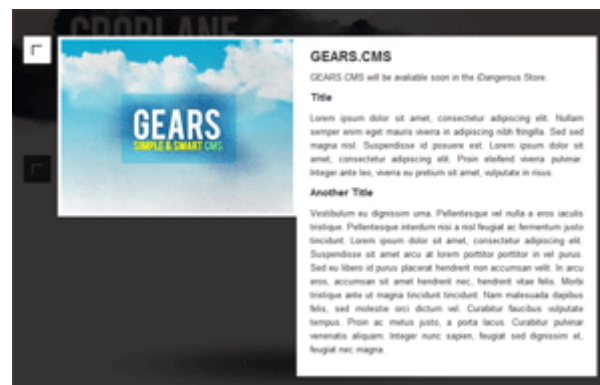 CROPLANE
GEARS
SIMPLE & SMART CMS
GEARS.CMS
GEARS CMS will be avaliable soon in the iDangerous Store.
Title
Lorem ipsum dolor sit amet, consectetur adipiscing elit. Nullam
semper enim eget mauris viverra in adipiscing nibh fringilla. Sed sed
magna nisl. Suspendisse id posuere est. Lorem ipsum dolor sit
amet, consectetur adipiscing elit. Proin eleifend viverra pulvinar.
Integer ante leo, viverra eu pretium sit amet, vulputate in risus.
Another Title
Vestibulum eu dignissim urna. Pellentesque vel nulla a eros iaculis
tristique. Pellentesque interdum nisi a nisl feugiat ac fermentum justo
tincidunt. Lorem ipsum dolor sit amet, consectetur adipiscing elit.
Suspendisse sit amet arcu at lorem porttitor porttitor in vel purus.
Sed eu libero id purus placerat hendrerit non accumsan velit. In arcu
eros, accumsan sit amet hendrerit nec, hendrerit vitae felis. Morbi
tristique ante ut magna tincidunt tincidunt. Nam malesuada dapibus
felis, sed molestie orci dictum vel. Curabitur faucibus vulputate
tempus. Proin ac metus justo, a porta lacus. Curabitur pulvinar
venenatis aliquam. Integer nunc sapien, feugiat sed dignissim et,
feugiat nec magna.